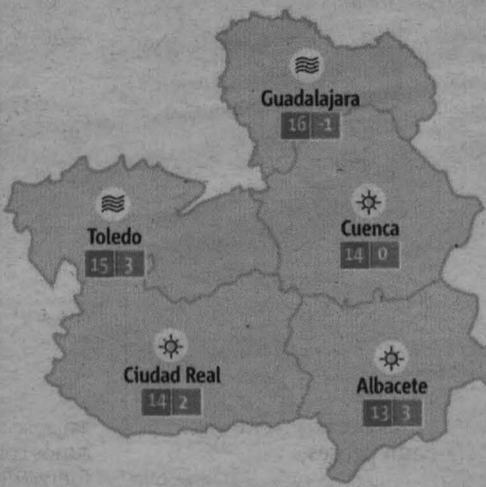 Guadalajara
16 -1
Cuenca
14 0
Toledo
15 3
Ciudad Real
14 2
Albacete
13 3